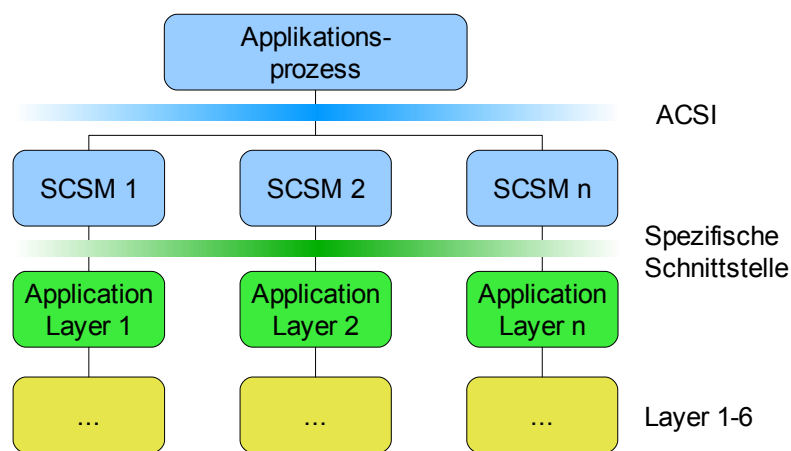 Applikations-
prozess
ACSI
SCSM 1
SCSM 2
SCSM n
Spezifische
Schnittstelle
Application
Layer 1
Application
Layer 2
Application
Layer n
...
...
...
Layer 1-6